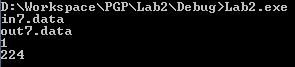 D:\Workspace\PGP\Lab2\Debug>Lab2.exe
in7.data
out7.data
1
224